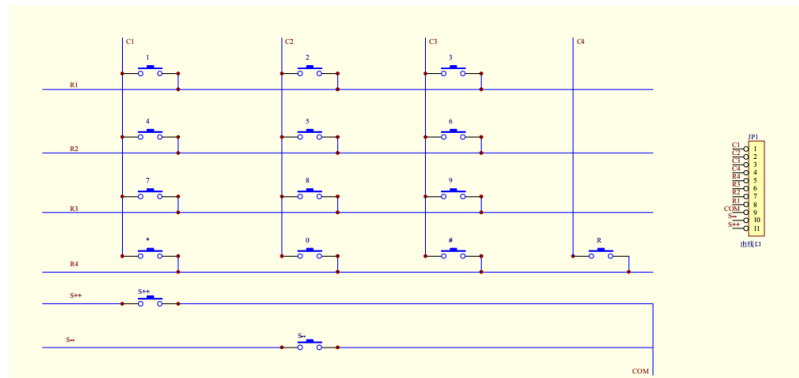 C1 C2 C3 C4
1 2 3
R1
4 5 6
R2
7 8 9
R3
* 0 # R
R4
S++ S++
S-- S--
COM
JP1
C1 1
C2 2
C3 3
C4 4
R4 5
R3 6
R2 7
R1 8
COM 9
S-- 10
S++ 11
出线口